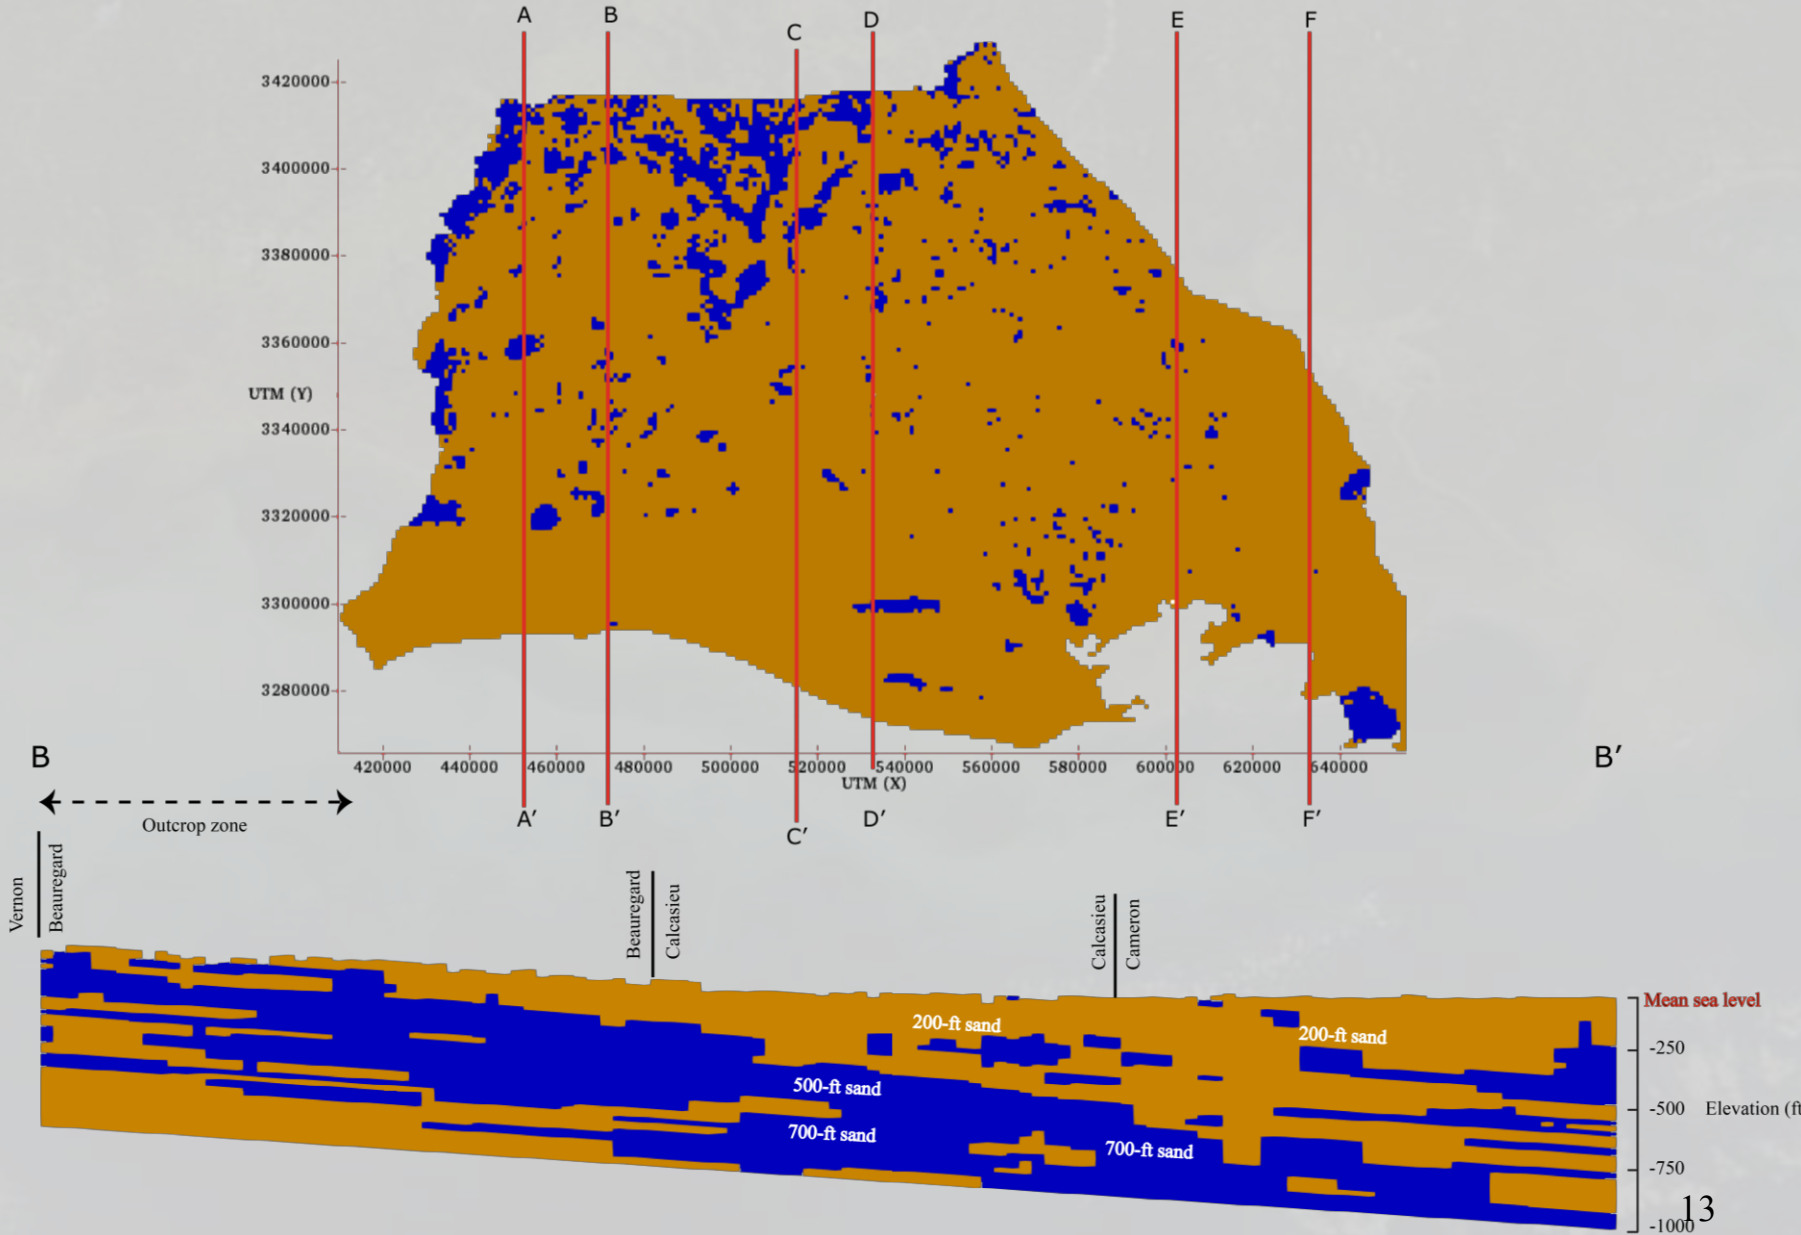 A B C D E F
3420000
3400000
3380000
3360000
UTM (Y)
3340000
3320000
3300000
3280000
420000 440000 460000 480000 500000 520000 540000 560000 580000 600000 620000 640000
UTM (X)
A′ B′ C′ D′ E′ F′
B B′
Outcrop zone
Vernon
Beauregard
Beauregard
Calcasieu
Calcasieu
Cameron
Mean sea level
200-ft sand
200-ft sand
-250
500-ft sand
-500 Elevation (ft
700-ft sand
700-ft sand
-750
-1000
13